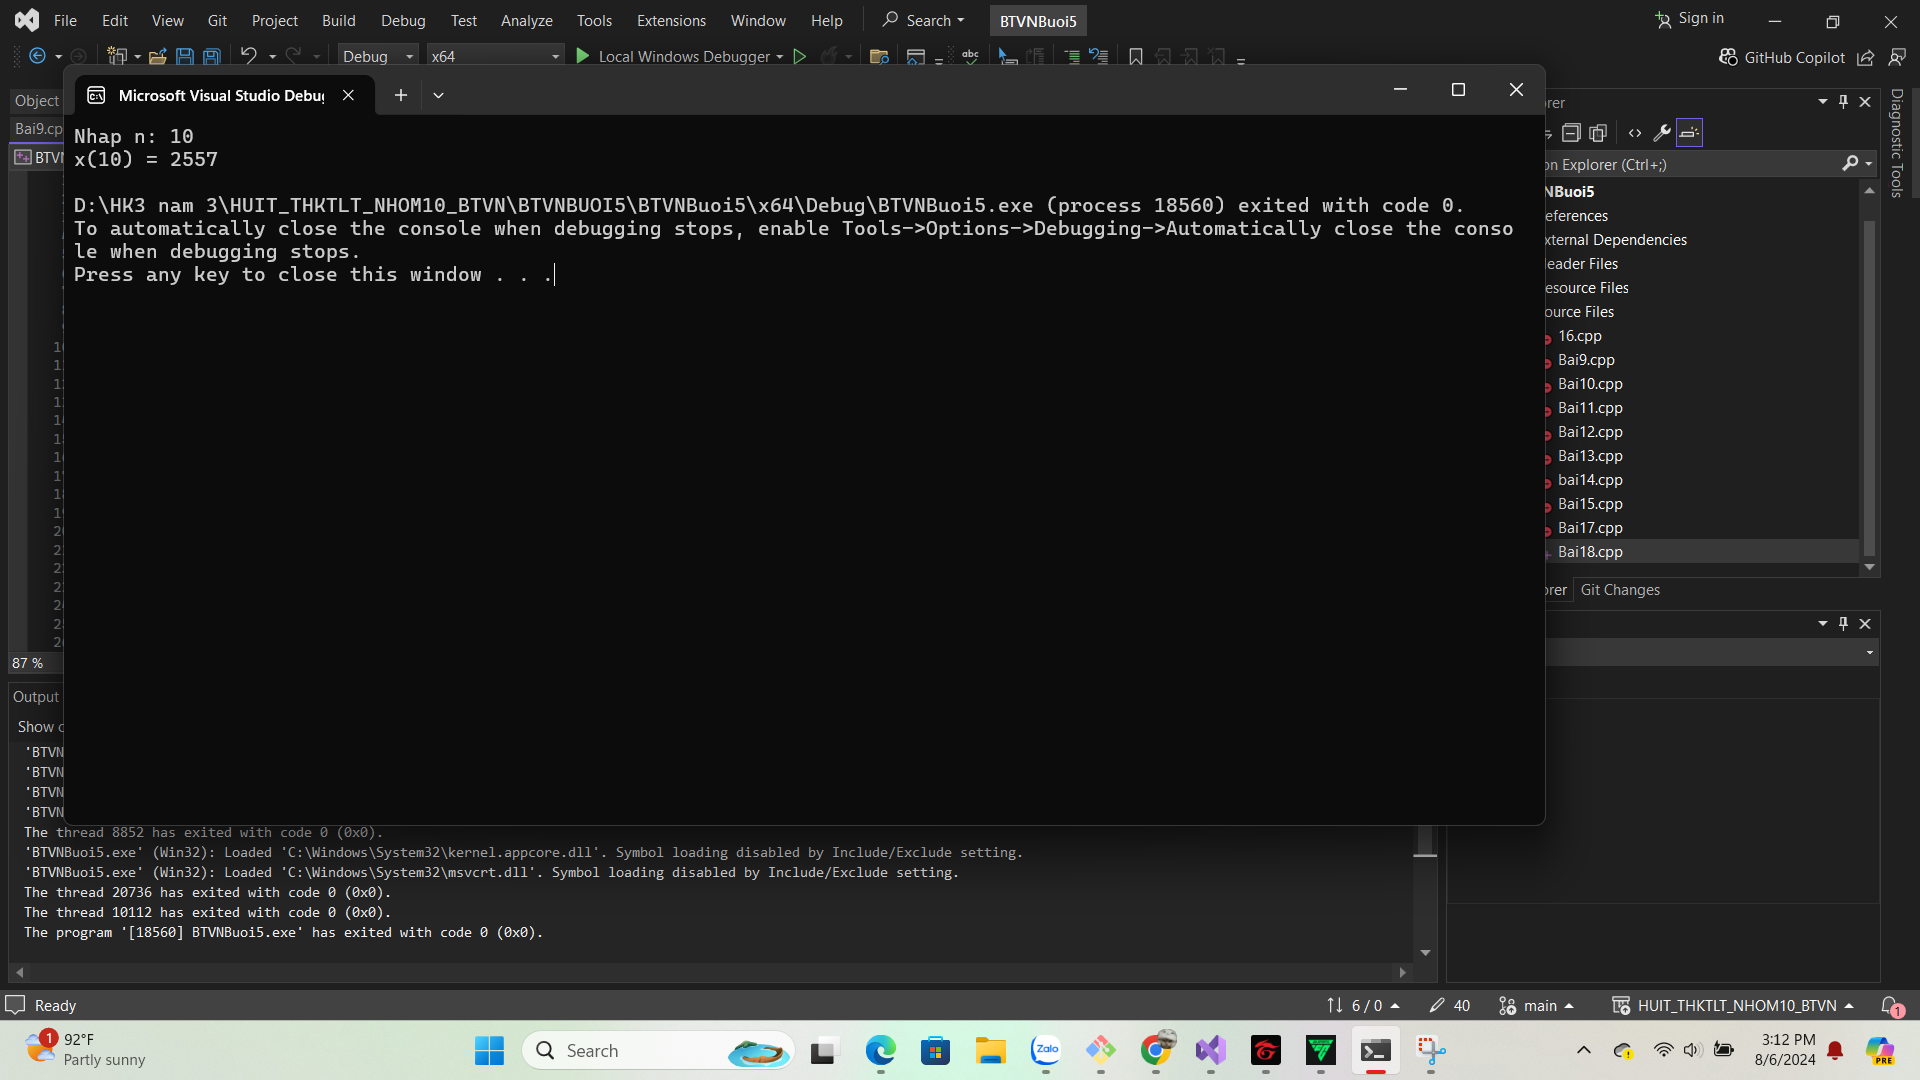 File Edit View Git Project Build Debug Test Analyze Tools Extensions Window Help Search BTVNBuoi5 Sign in
Debug x64 Local Windows Debugger GitHub Copilot
Object
Bai9.cp
BTVN
Microsoft Visual Studio Debug
Nhap n: 10
x(10) = 2557
D:\HK3 nam 3\HUIT_THKTLT_NHOM10_BTVN\BTVNBUOI5\BTVNBuoi5\x64\Debug\BTVNBuoi5.exe (process 18560) exited with code 0.
To automatically close the console when debugging stops, enable Tools->Options->Debugging->Automatically close the conso
le when debugging stops.
Press any key to close this window . . .
87 %
Output
Show o
'BTVN
'BTVN
'BTVN
'BTVN
The thread 8852 has exited with code 0 (0x0).
'BTVNBuoi5.exe' (Win32): Loaded 'C:\Windows\System32\kernel.appcore.dll'. Symbol loading disabled by Include/Exclude setting.
'BTVNBuoi5.exe' (Win32): Loaded 'C:\Windows\System32\msvcrt.dll'. Symbol loading disabled by Include/Exclude setting.
The thread 20736 has exited with code 0 (0x0).
The thread 10112 has exited with code 0 (0x0).
The program '[18560] BTVNBuoi5.exe' has exited with code 0 (0x0).
orer
on Explorer (Ctrl+;)
NBuoi5
eferences
xternal Dependencies
eader Files
esource Files
ource Files
16.cpp
Bai9.cpp
Bai10.cpp
Bai11.cpp
Bai12.cpp
Bai13.cpp
bai14.cpp
Bai15.cpp
Bai17.cpp
Bai18.cpp
orer Git Changes
Diagnostic Tools
Ready 6 / 0 40 main HUIT_THKTLT_NHOM10_BTVN 1
1 92°F
Partly sunny
Search
Zalo
3:12 PM
8/6/2024
PRE